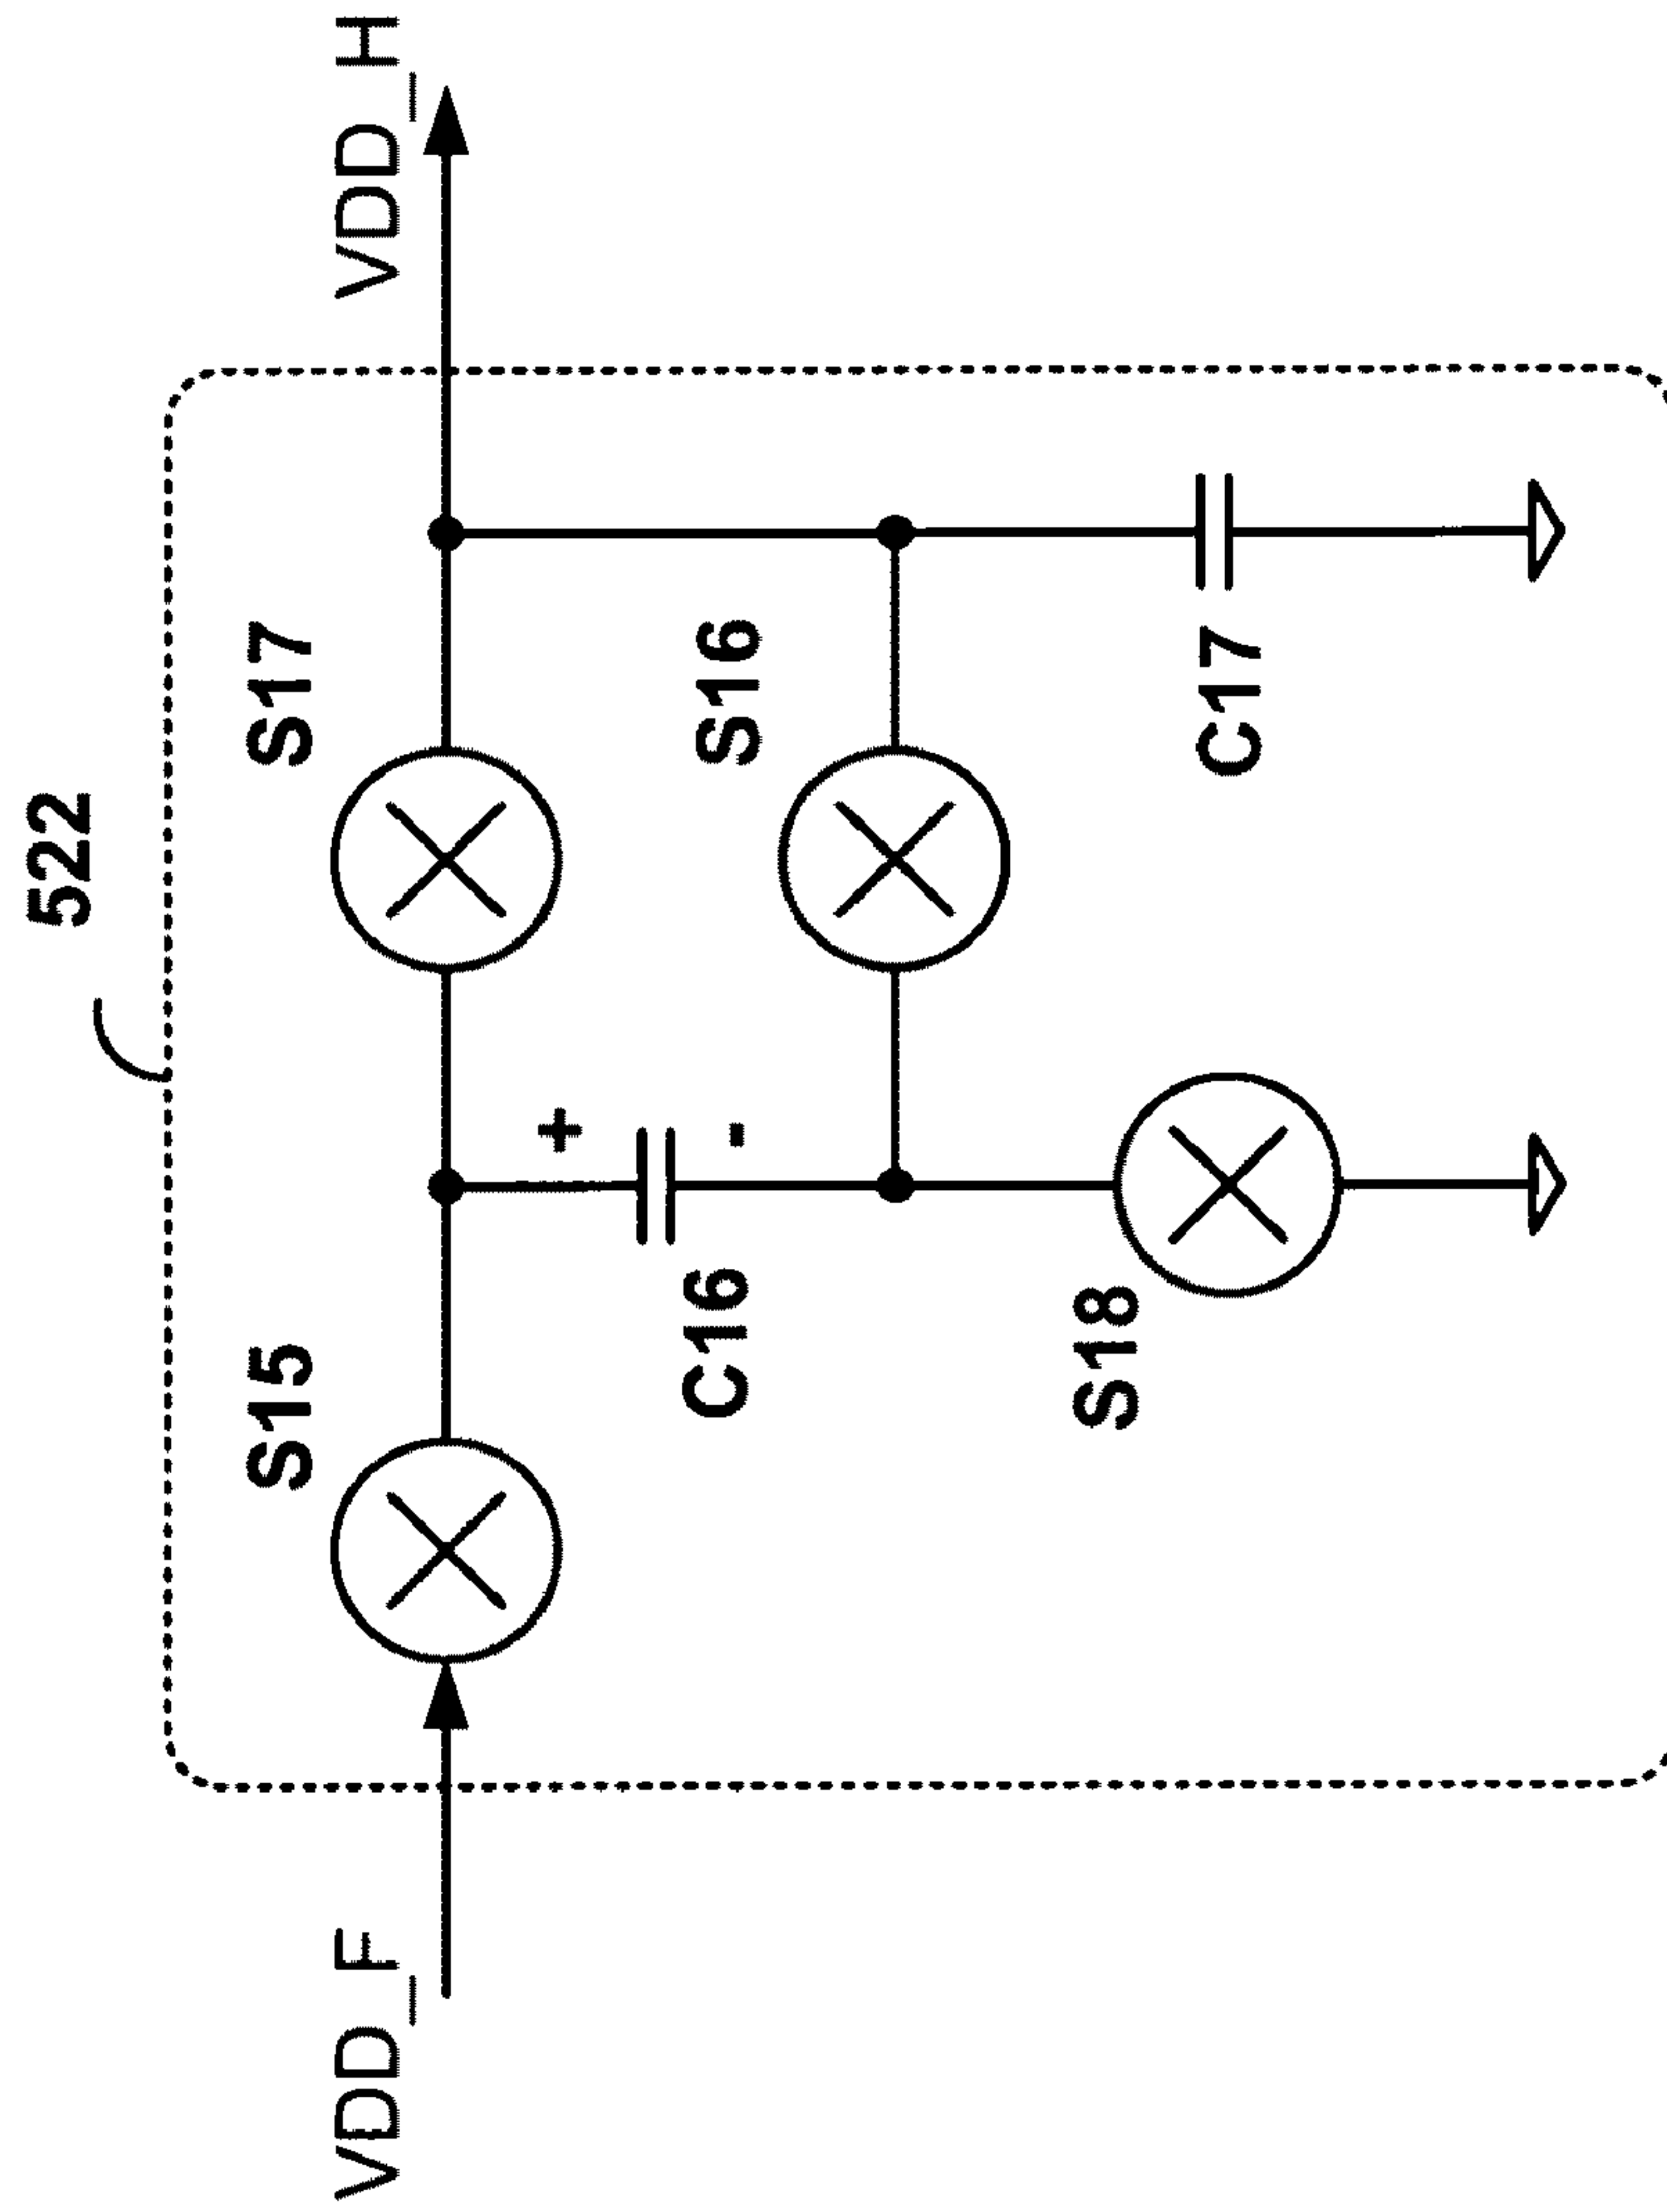 522
S15
S17
VDD_F
VDD_H
+
C16
-
S16
S18
C17